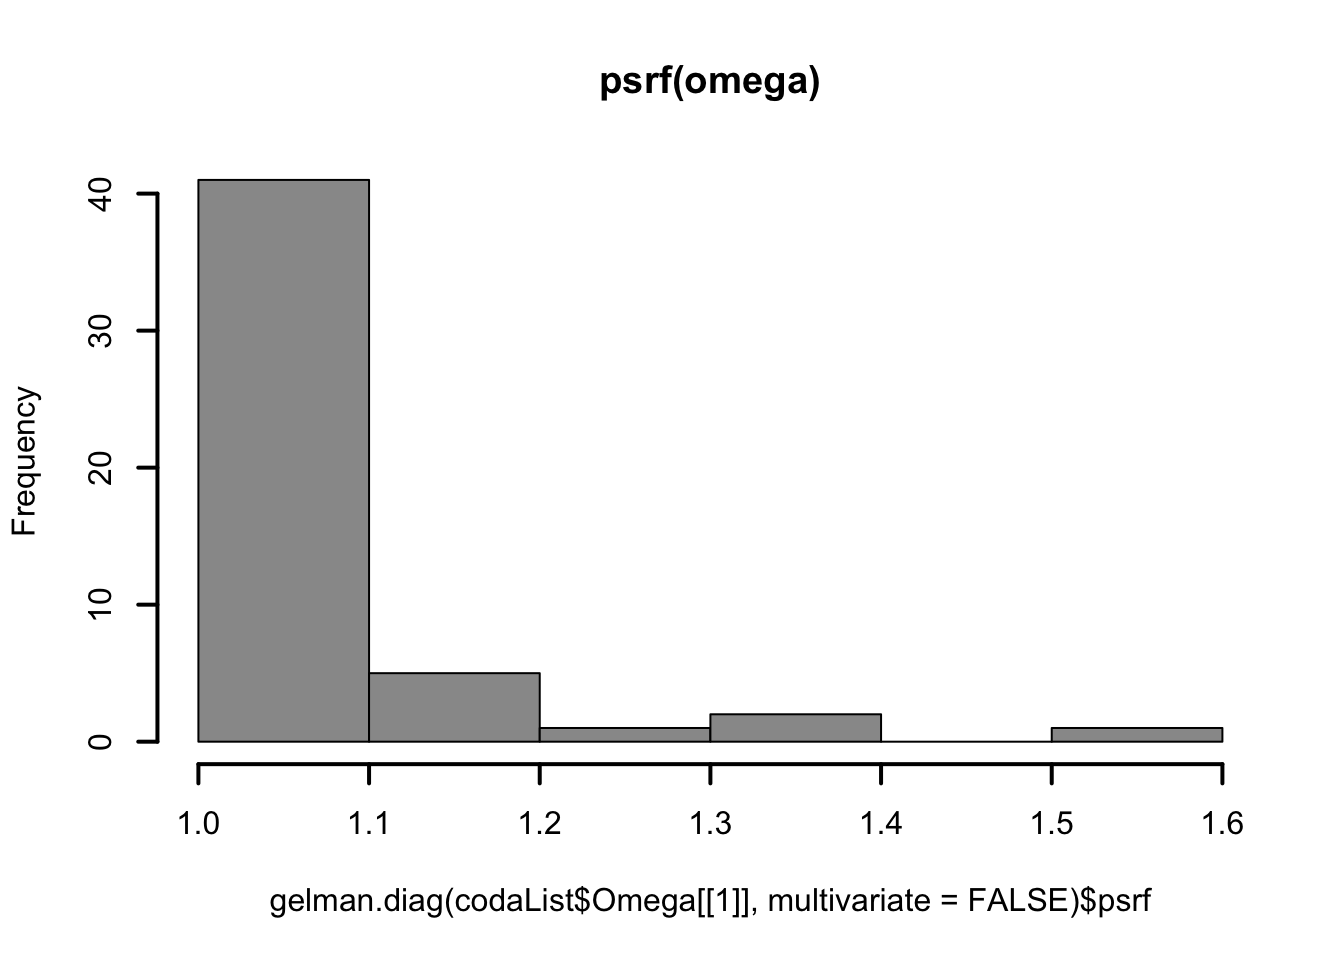 psrf(omega)
Frequency
40
30
20
10
0
1.0 1.1 1.2 1.3 1.4 1.5 1.6
gelman.diag(codaList$Omega[[1]], multivariate = FALSE)$psrf